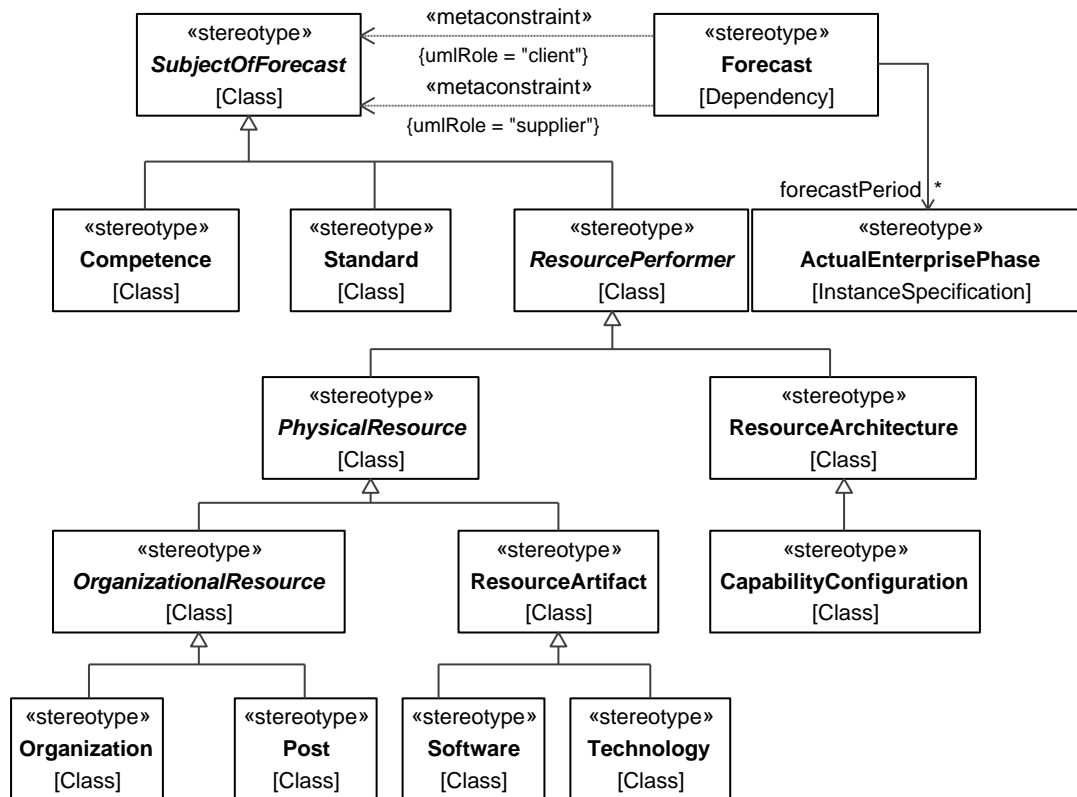 «stereotype»
SubjectOfForecast
[Class]
«metaconstraint»
{umlRole = "client"}
«metaconstraint»
{umlRole = "supplier"}
«stereotype»
Forecast
[Dependency]
forecastPeriod *
«stereotype»
Competence
[Class]
«stereotype»
Standard
[Class]
«stereotype»
ResourcePerformer
[Class]
«stereotype»
ActualEnterprisePhase
[InstanceSpecification]
«stereotype»
PhysicalResource
[Class]
«stereotype»
ResourceArchitecture
[Class]
«stereotype»
OrganizationalResource
[Class]
«stereotype»
ResourceArtifact
[Class]
«stereotype»
CapabilityConfiguration
[Class]
«stereotype»
Organization
[Class]
«stereotype»
Post
[Class]
«stereotype»
Software
[Class]
«stereotype»
Technology
[Class]